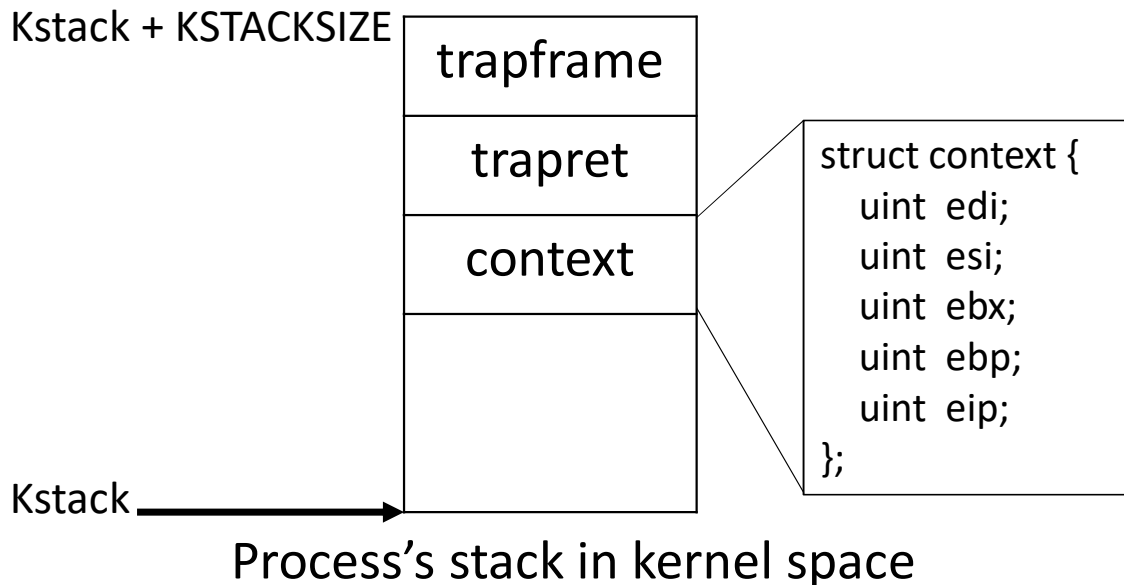 Kstack + KSTACKSIZE
trapframe
trapret
context
struct context {
uint edi;
uint esi;
uint ebx;
uint ebp;
uint eip;
};
Kstack
Process’s stack in kernel space